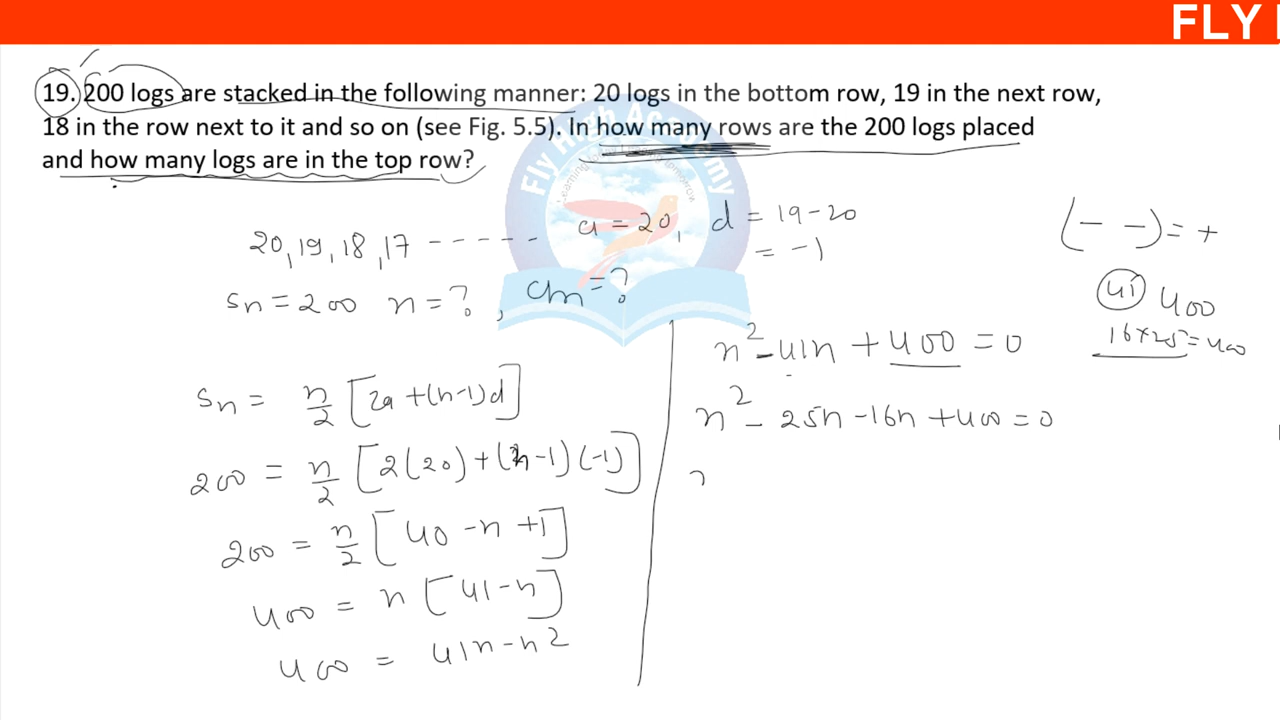 FLY
19. 200 logs are stacked in the following manner: 20 logs in the bottom row, 19 in the next row,
18 in the row next to it and so on (see Fig. 5.5). In how many rows are the 200 logs placed
and how many logs are in the top row?
Fly High Academy
20, 19, 18, 17 ------ a = 20, d = 19-20
= -1
Sn = 200 n = ?, an = ?
Sn = n/2 [2a + (n-1)d]
200 = n/2 [2(20) + (n-1)(-1)]
200 = n/2 [40 - n + 1]
400 = n [41-n]
400 = 41n - n²
n² - 41n + 400 = 0
n² - 25n - 16n + 400 = 0
(- -) = +
41 400
16×25 = 400